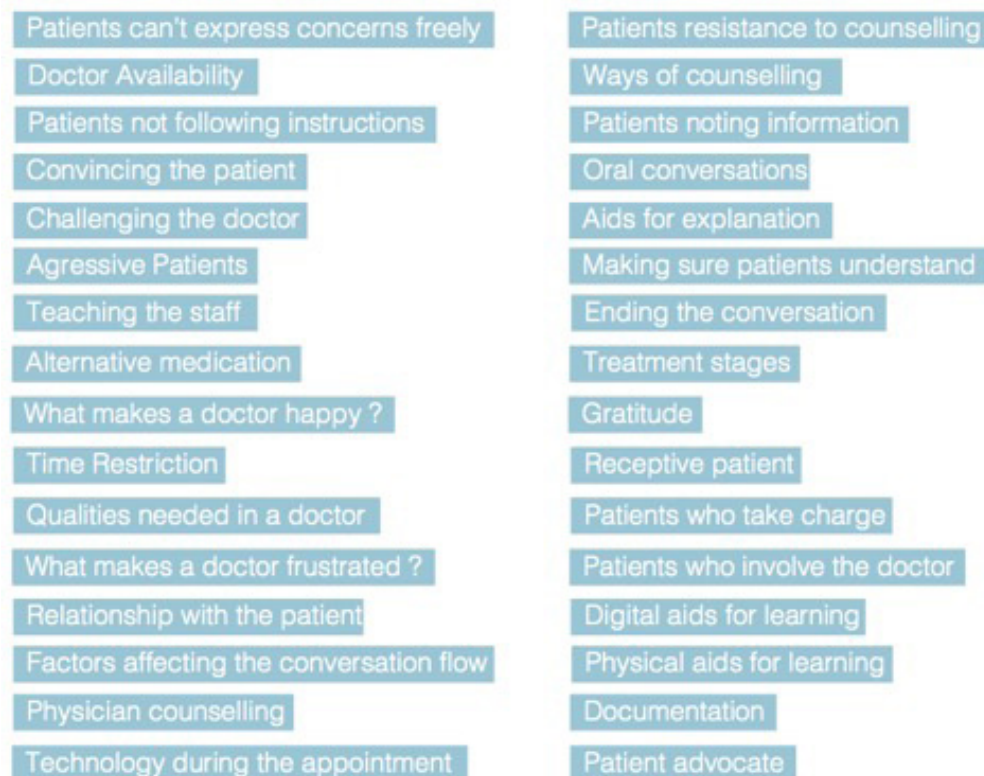 Patients can't express concerns freely
Doctor Availability
Patients not following instructions
Convincing the patient
Challenging the doctor
Agressive Patients
Teaching the staff
Alternative medication
What makes a doctor happy ?
Time Restriction
Qualities needed in a doctor
What makes a doctor frustrated ?
Relationship with the patient
Factors affecting the conversation flow
Physician counselling
Technology during the appointment
Patients resistance to counselling
Ways of counselling
Patients noting information
Oral conversations
Aids for explanation
Making sure patients understand
Ending the conversation
Treatment stages
Gratitude
Receptive patient
Patients who take charge
Patients who involve the doctor
Digital aids for learning
Physical aids for learning
Documentation
Patient advocate